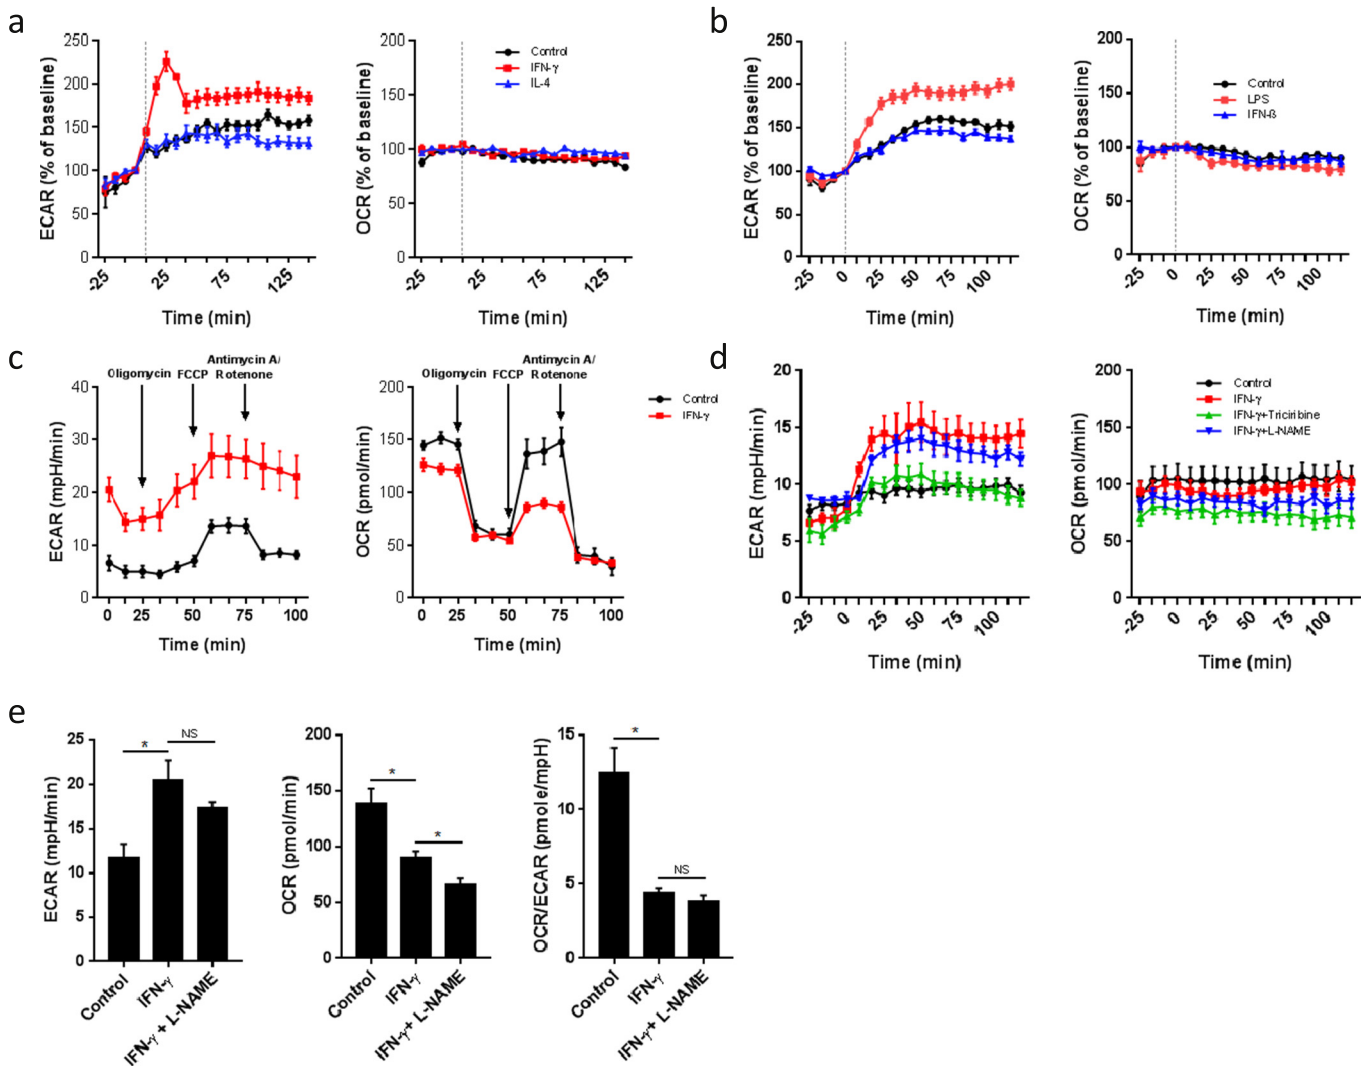 a
ECAR (% of baseline)
250
200
150
100
50
0
-25
25
75
125
Time (min)
OCR (% of baseline)
200
150
100
50
0
-25
25
75
125
Time (min)
Control
IFN-γ
IL-4
b
ECAR (% of baseline)
250
200
150
100
50
0
-25
0
25
50
75
100
Time (min)
OCR (% of baseline)
200
150
100
50
0
-25
0
25
50
75
100
Time (min)
Control
LPS
IFN-ß
c
Oligomycin
FCCP
Antimycin A/
Rotenone
ECAR (mpH/min)
40
30
20
10
0
0
25
50
75
100
Time (min)
Oligomycin
FCCP
Antimycin A/
Rotenone
OCR (pmol/min)
200
150
100
50
0
0
25
50
75
100
Time (min)
Control
IFN-γ
d
ECAR (mpH/min)
20
15
10
5
0
-25
0
25
50
75
100
Time (min)
OCR (pmol/min)
200
150
100
50
0
-25
0
25
50
75
100
Time (min)
Control
IFN-γ
IFN-γ+Triciribine
IFN-γ+L-NAME
e
ECAR (mpH/min)
25
20
15
10
5
0
*
NS
Control
IFN-γ
IFN-γ + L-NAME
OCR (pmol/min)
200
150
100
50
0
*
*
Control
IFN-γ
IFN-γ+ L-NAME
OCR/ECAR (pmole/mpH)
15
10
5
0
*
NS
Control
IFN-γ
IFN-γ+ L-NAME